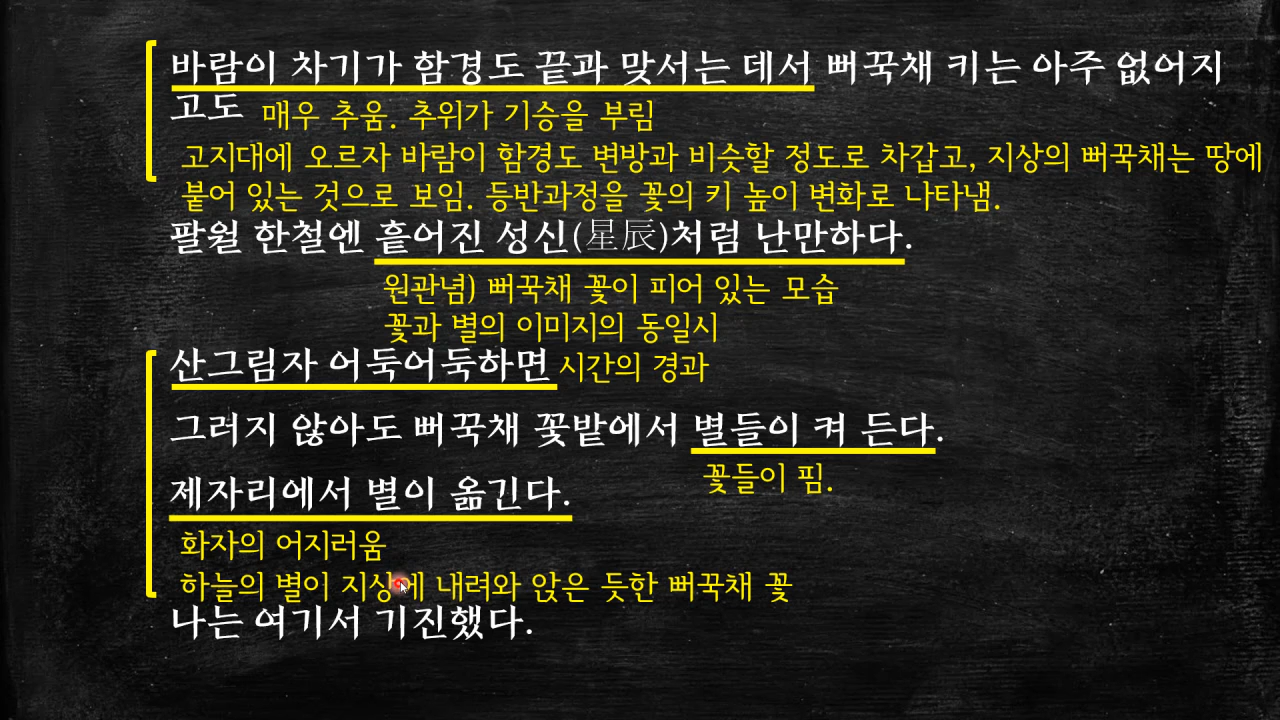 바람이 차기가 함경도 끝과 맞서는 데서 뻐꾹채 키는 아주 없어지
고도 매우 추움. 추위가 기승을 부림
고지대에 오르자 바람이 함경도 변방과 비슷할 정도로 차갑고, 지상의 뻐꾹채는 땅에
붙어 있는 것으로 보임. 등반과정을 꽃의 키 높이 변화로 나타냄.
팔월 한철엔 흩어진 성신(星辰)처럼 난만하다.
원관념) 뻐꾹채 꽃이 피어 있는 모습
꽃과 별의 이미지의 동일시
산그림자 어둑어둑하면 시간의 경과
그러지 않아도 뻐꾹채 꽃밭에서 별들이 켜 든다.
꽃들이 핌.
제자리에서 별이 옮긴다.
화자의 어지러움
하늘의 별이 지상에 내려와 앉은 듯한 뻐꾹채 꽃
나는 여기서 기진했다.